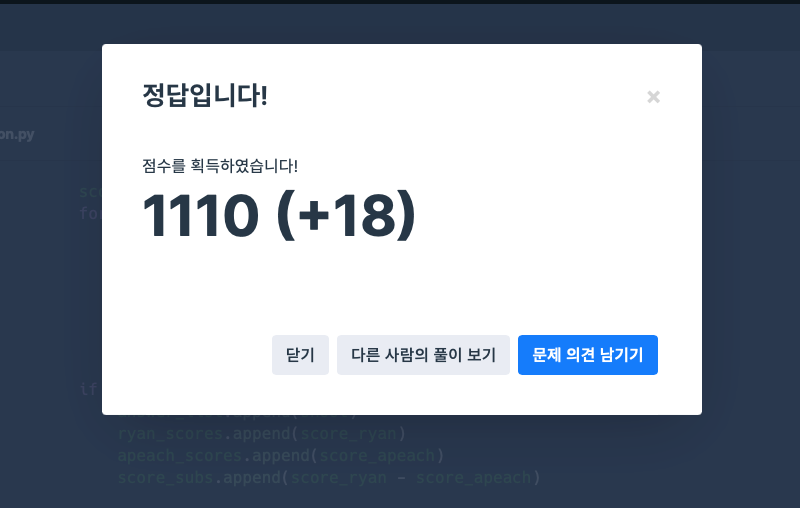 정답입니다!
×
on.py
점수를 획득하였습니다!
1110 (+18)
닫기
다른 사람의 풀이 보기
문제 의견 남기기
if
ryan_scores.append(score_ryan)
apeach_scores.append(score_apeach)
score_subs.append(score_ryan - score_apeach)